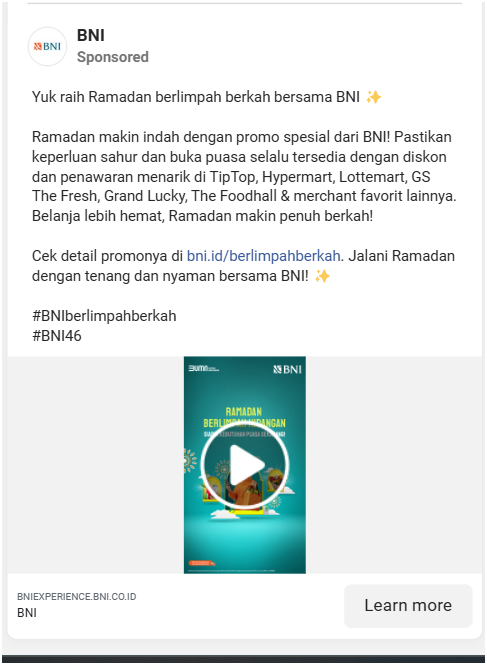 BNI
Sponsored
Yuk raih Ramadan berlimpah berkah bersama BNI ✨
Ramadan makin indah dengan promo spesial dari BNI! Pastikan
keperluan sahur dan buka puasa selalu tersedia dengan diskon
dan penawaran menarik di TipTop, Hypermart, Lottemart, GS
The Fresh, Grand Lucky, The Foodhall & merchant favorit lainnya.
Belanja lebih hemat, Ramadan makin penuh berkah!
Cek detail promonya di bni.id/berlimpahberkah. Jalani Ramadan
dengan tenang dan nyaman bersama BNI! ✨
#BNIberlimpahberkah
#BNI46
BUMN
BNI
RAMADAN
BERLIMPAH
BNIEXPERIENCE.BNI.CO.ID
BNI
Learn more